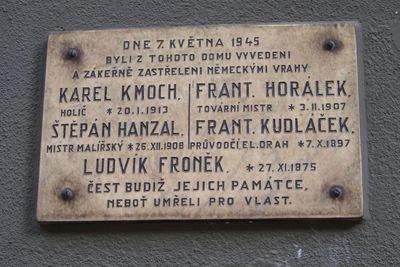 DNE 7. KVĚTNA 1945
BYLI Z TOHOTO DOMU VYVEDENI
A ZÁKEŘNĚ ZASTŘELENI NĚMECKÝMI VRAHY
KAREL KMOCH, FRANT. HORÁLEK,
HOLIČ * 20.1.1913 TOVÁRNÍ MISTR * 3.11.1907
ŠTĚPÁN HANZAL, FRANT. KUDLÁČEK,
MISTR MALÍŘSKÝ * 26.XII.1908 PRŮVODČÍ EL. DRAH * 7.X.1897
LUDVÍK FRONĚK, * 27.XI.1875
ČEST BUDIŽ JEJICH PAMÁTCE,
NEBOŤ UMŘELI PRO VLAST.